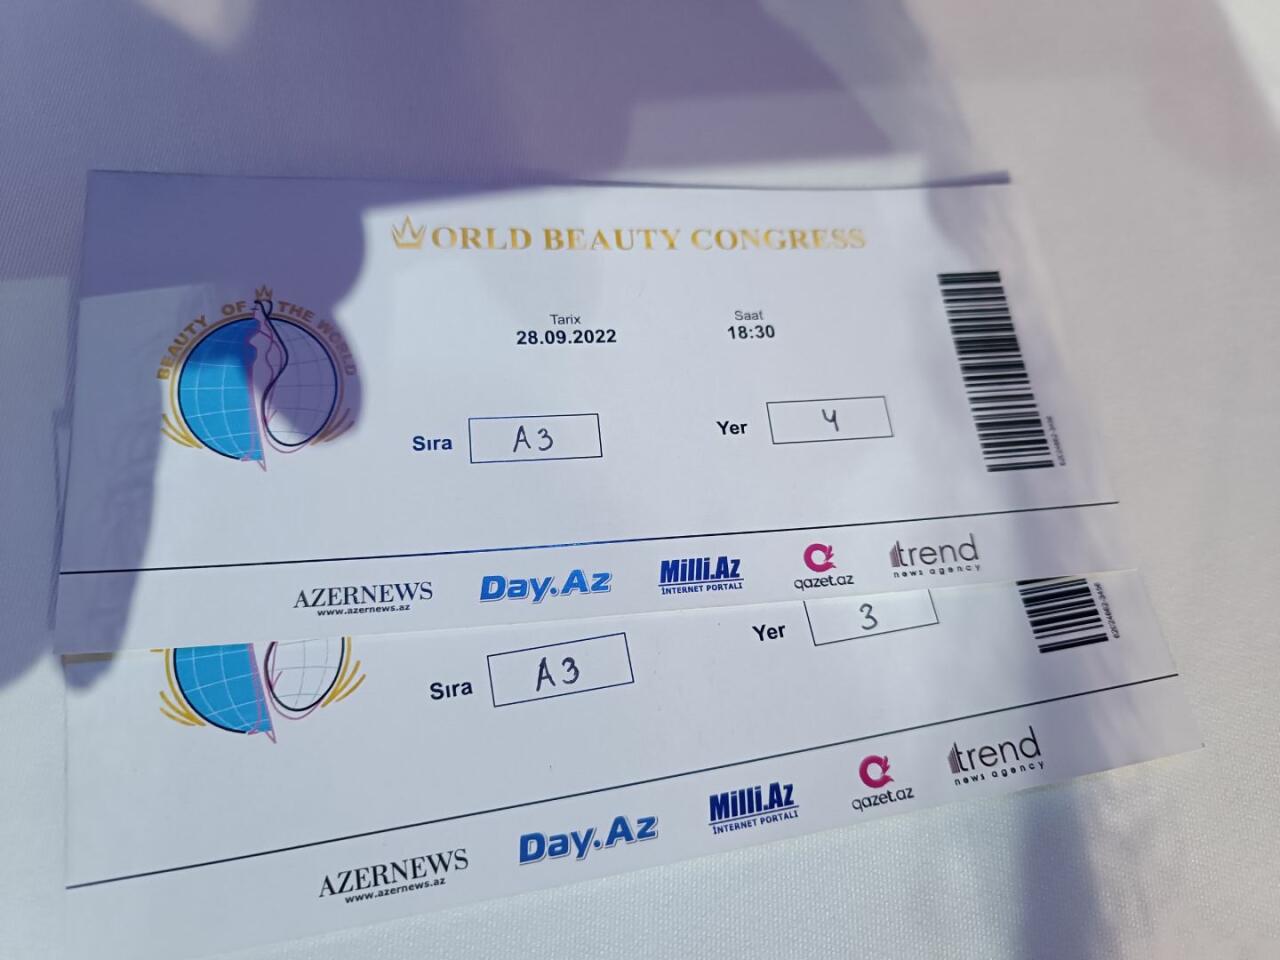 WORLD BEAUTY CONGRESS
BEAUTY OF THE WORLD
Tarix
28.09.2022
Saat
18:30
Sıra A3
Yer 4
AZERNEWS
www.azernews.az
Day.Az
Milli.Az
İNTERNET PORTALI
qazet.az
trend
news agency
Sıra A3
Yer 3
AZERNEWS
www.azernews.az
Day.Az
Milli.Az
İNTERNET PORTALI
qazet.az
trend
news agency